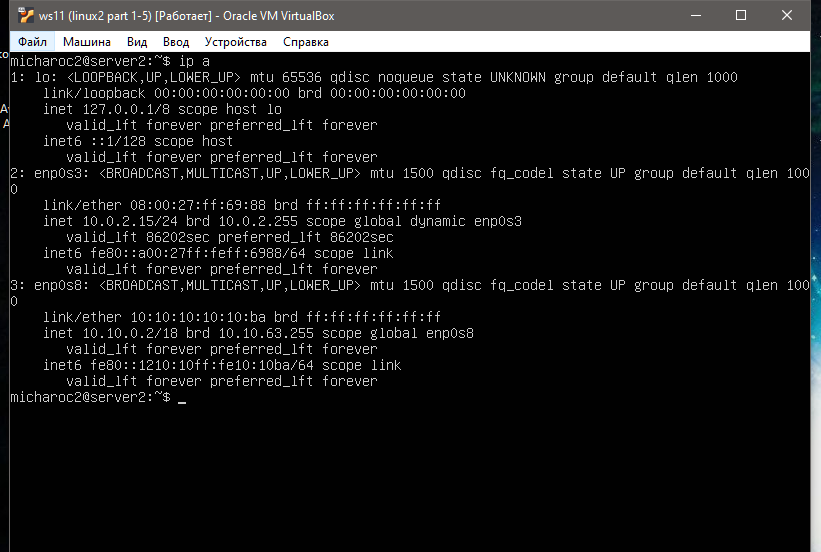 ws11 (linux2 part 1-5) [Работает] - Oracle VM VirtualBox
Файл Машина Вид Ввод Устройства Справка
micharoc2@server2:~$ ip a
1: lo: <LOOPBACK,UP,LOWER_UP> mtu 65536 qdisc noqueue state UNKNOWN group default qlen 1000
    link/loopback 00:00:00:00:00:00 brd 00:00:00:00:00:00
    inet 127.0.0.1/8 scope host lo
       valid_lft forever preferred_lft forever
    inet6 ::1/128 scope host
       valid_lft forever preferred_lft forever
2: enp0s3: <BROADCAST,MULTICAST,UP,LOWER_UP> mtu 1500 qdisc fq_codel state UP group default qlen 100
0
    link/ether 08:00:27:ff:69:88 brd ff:ff:ff:ff:ff:ff
    inet 10.0.2.15/24 brd 10.0.2.255 scope global dynamic enp0s3
       valid_lft 86202sec preferred_lft 86202sec
    inet6 fe80::a00:27ff:feff:6988/64 scope link
       valid_lft forever preferred_lft forever
3: enp0s8: <BROADCAST,MULTICAST,UP,LOWER_UP> mtu 1500 qdisc fq_codel state UP group default qlen 100
0
    link/ether 10:10:10:10:10:ba brd ff:ff:ff:ff:ff:ff
    inet 10.10.0.2/18 brd 10.10.63.255 scope global enp0s8
       valid_lft forever preferred_lft forever
    inet6 fe80::1210:10ff:fe10:10ba/64 scope link
       valid_lft forever preferred_lft forever
micharoc2@server2:~$ _